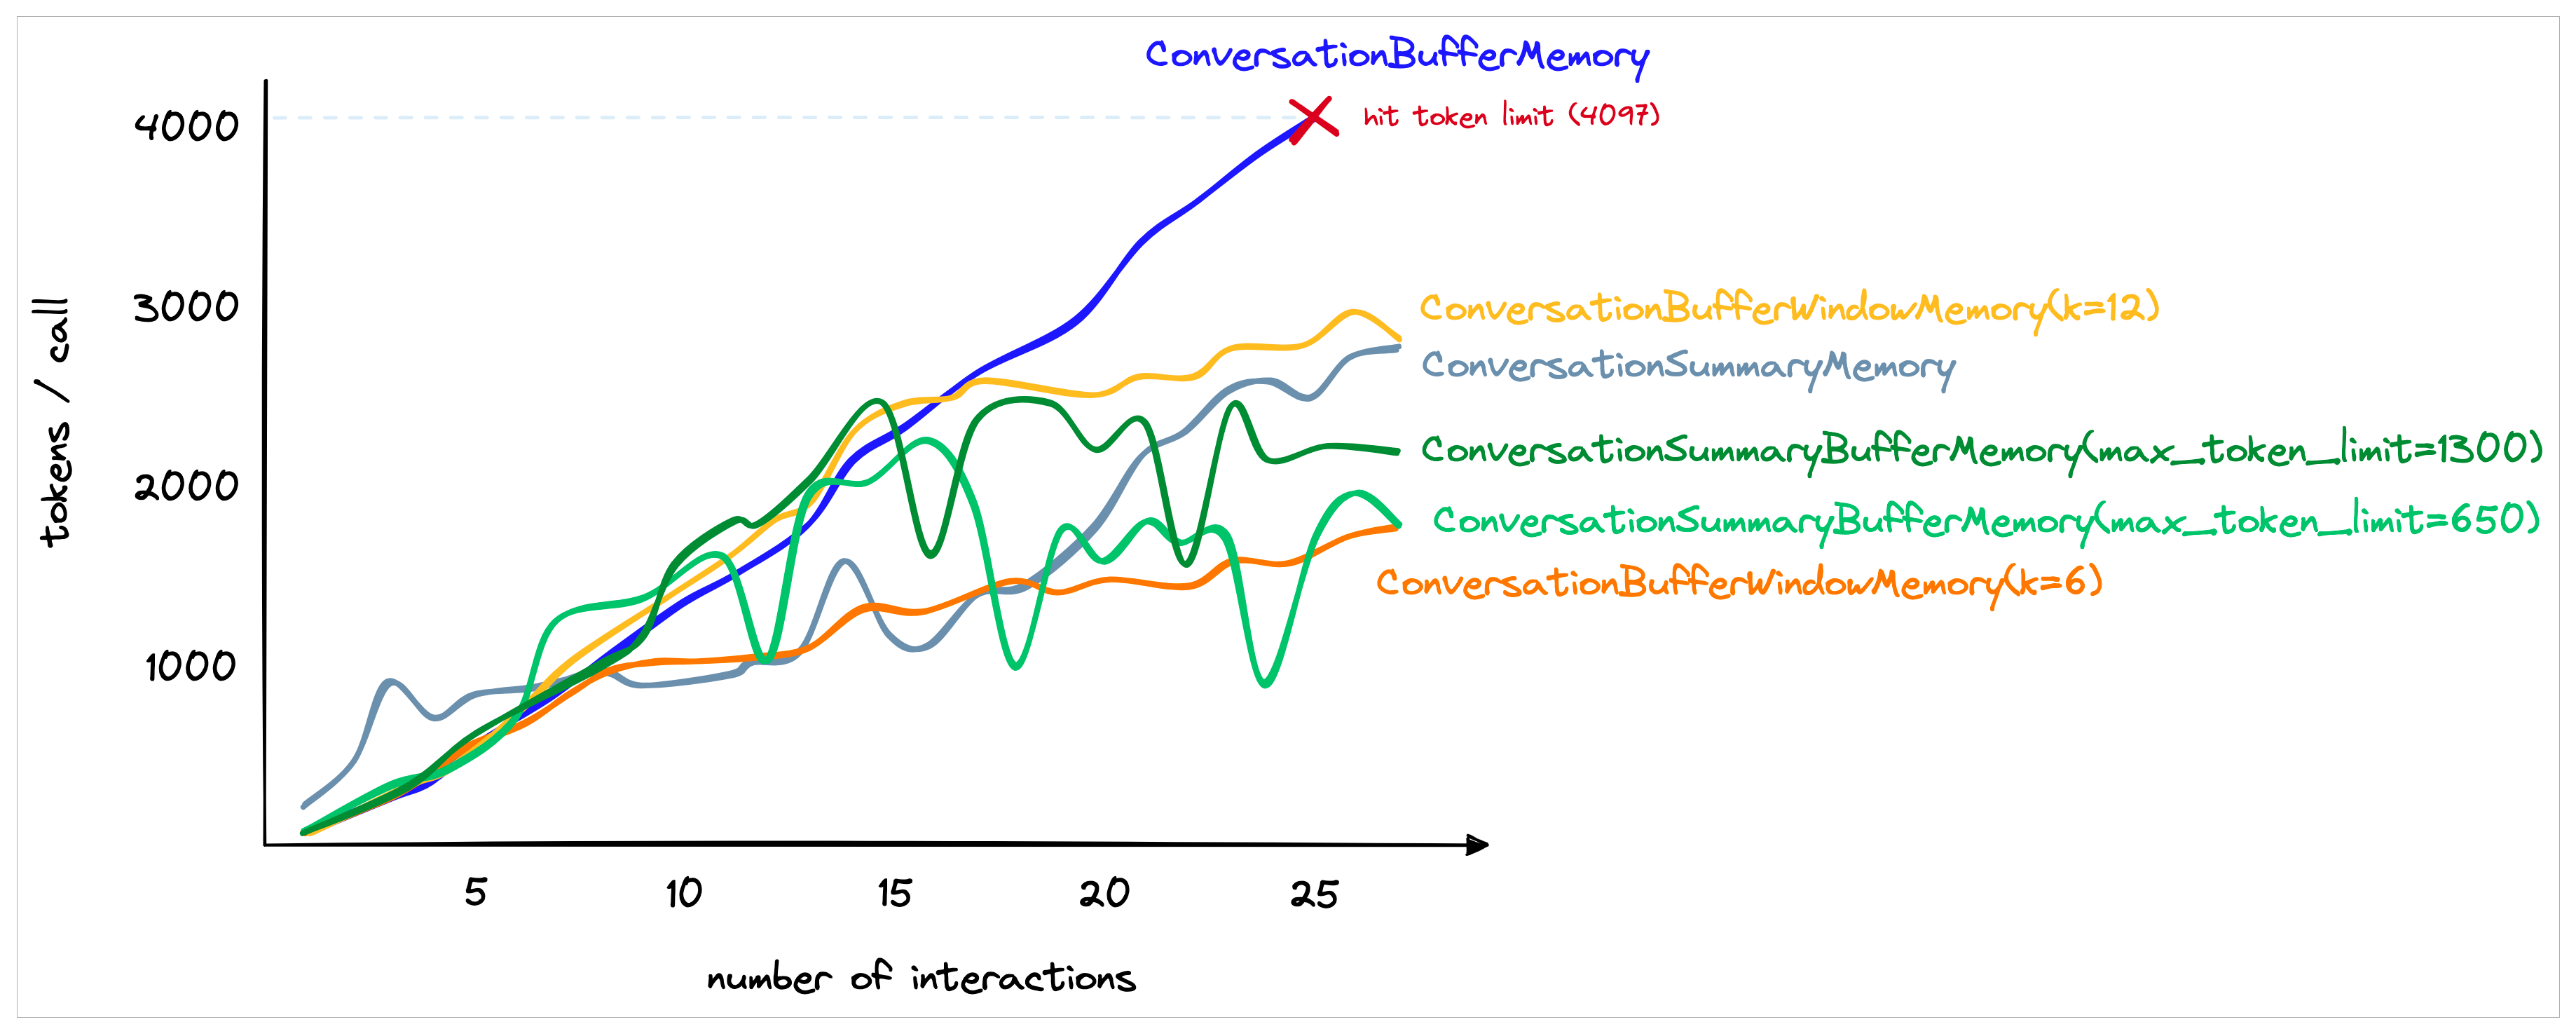 ConversationBufferMemory
4000
hit token limit (4097)
3000
ConversationBufferWindowMemory(k=12)
ConversationSummaryMemory
tokens / call
ConversationSummaryBufferMemory(max_token_limit=1300)
2000
ConversationSummaryBufferMemory(max_token_limit=650)
ConversationBufferWindowMemory(k=6)
1000
5 10 15 20 25
number of interactions